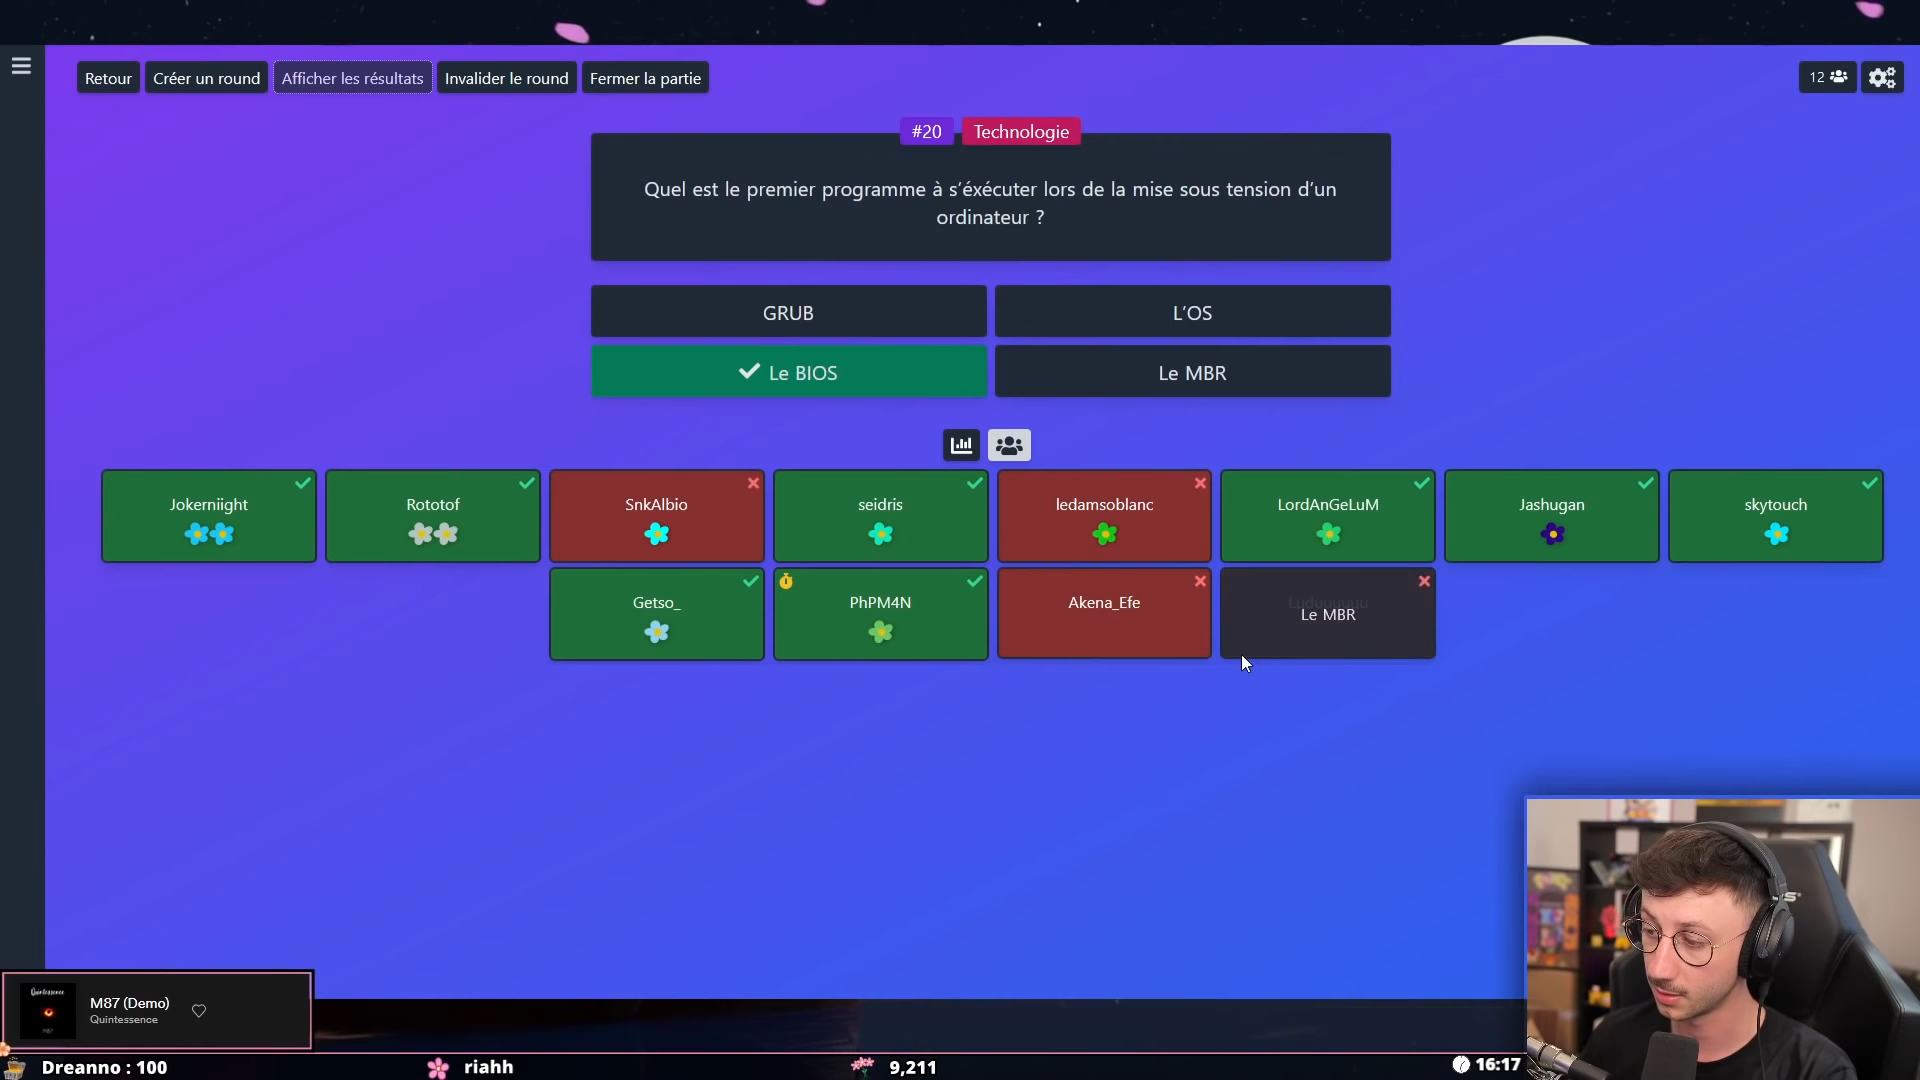 Retour
Créer un round
Afficher les résultats
Invalider le round
Fermer la partie
12
#20
Technologie
Quel est le premier programme à s'éxécuter lors de la mise sous tension d'un
ordinateur ?
GRUB
L'OS
Le BIOS
Le MBR
Jokerniight
Rototof
SnkAlbio
seidris
ledamsoblanc
LordAnGeLuM
Jashugan
skytouch
Getso_
PhPM4N
Akena_Efe
Le MBR
Quintessence
M87
M87 (Demo)
Quintessence
Dreanno : 100
riahh
9,211
16:17